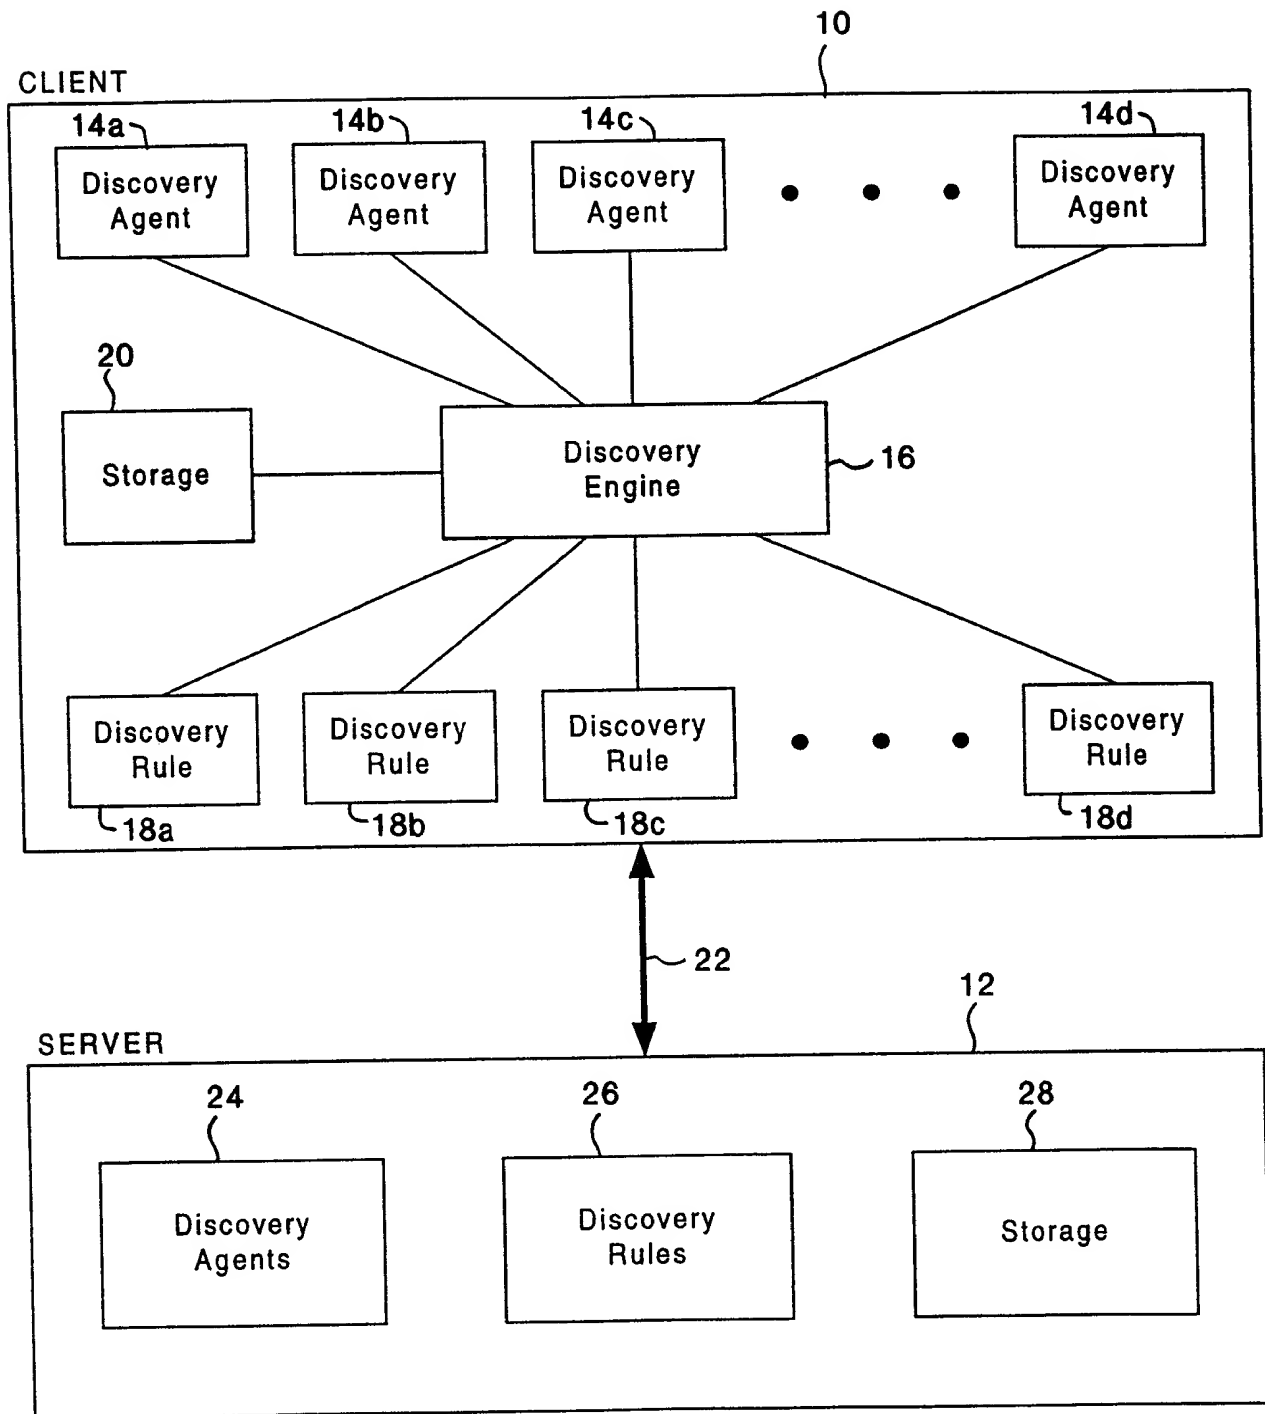 10
CLIENT
14a
14b
14c
14d
Discovery
Agent
Discovery
Agent
Discovery
Agent
Discovery
Agent
20
Storage
Discovery
Engine
16
Discovery
Rule
Discovery
Rule
Discovery
Rule
Discovery
Rule
18a
18b
18c
18d
22
12
SERVER
24
26
28
Discovery
Agents
Discovery
Rules
Storage